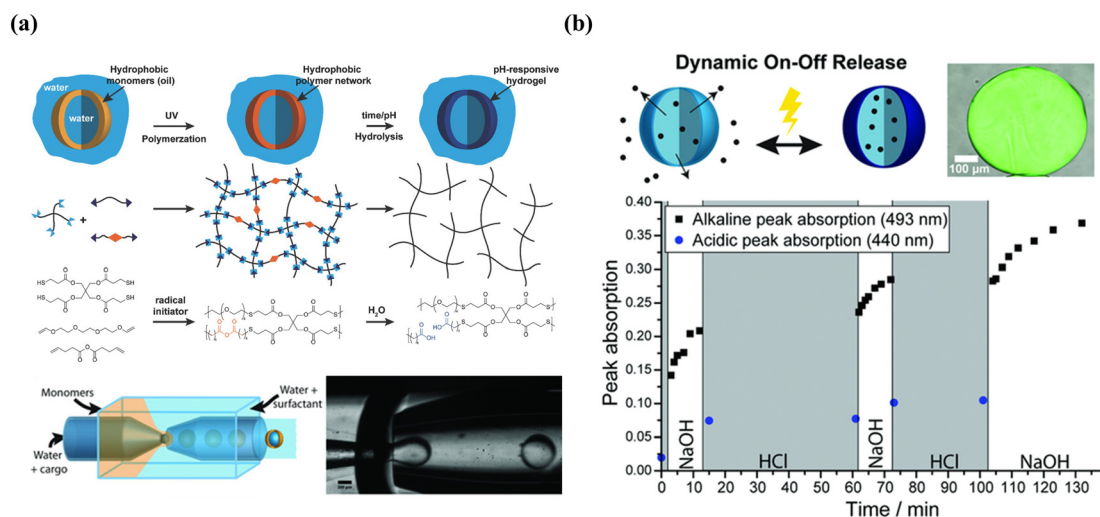 (a)
Hydrophobic
monomers (oil)
water
water
UV
Polymerzation
Hydrophobic
polymer network
time/pH
Hydrolysis
pH-responsive
hydrogel
+
O
O
HS
O
O
SH
HS
O
O
SH
O
O
radical
initiator
H₂O
Monomers
Water +
surfactant
Water
+ cargo
(b)
Dynamic On-Off Release
100 µm
Alkaline peak absorption (493 nm)
Acidic peak absorption (440 nm)
Peak absorption
0.40
0.35
0.30
0.25
0.20
0.15
0.10
0.05
0.00
NaOH
HCl
NaOH
HCl
NaOH
0 10 20 30 40 50 60 70 80 90 100 110 120 130
Time / min